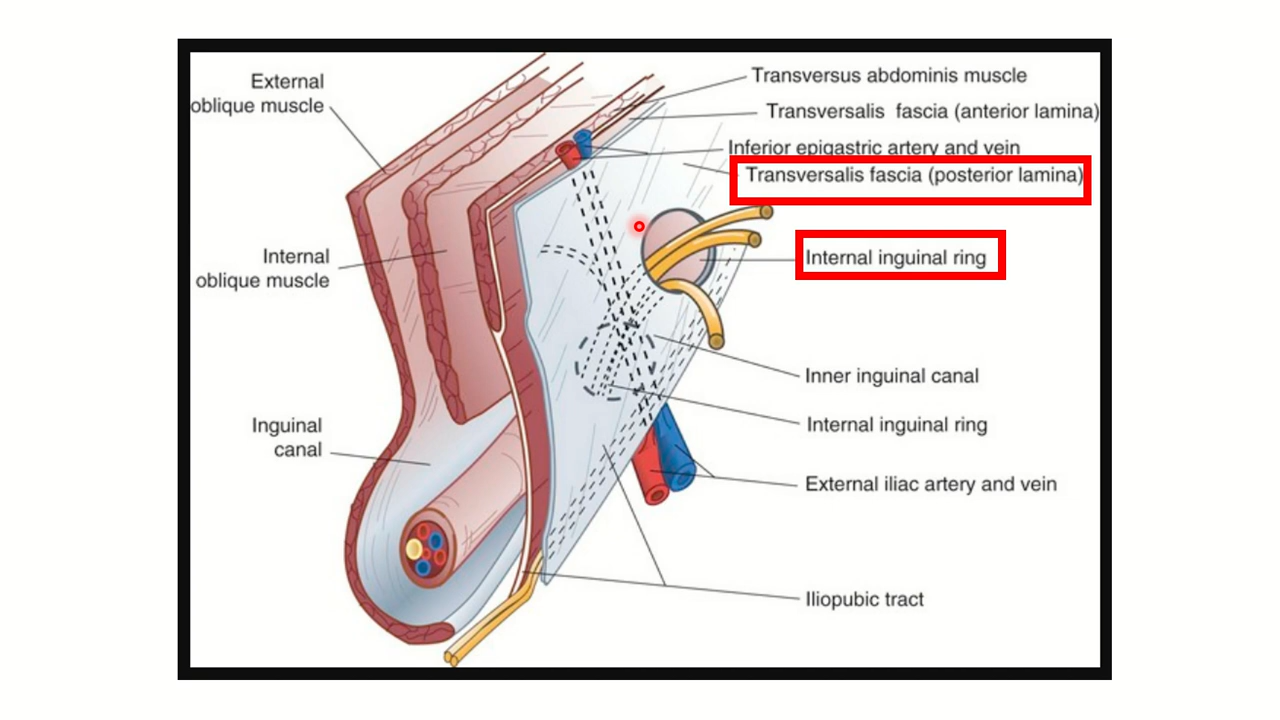 External
oblique muscle
Internal
oblique muscle
Inguinal
canal
Transversus abdominis muscle
Transversalis fascia (anterior lamina)
Inferior epigastric artery and vein
Transversalis fascia (posterior lamina)
Internal inguinal ring
Inner inguinal canal
Internal inguinal ring
External iliac artery and vein
Iliopubic tract